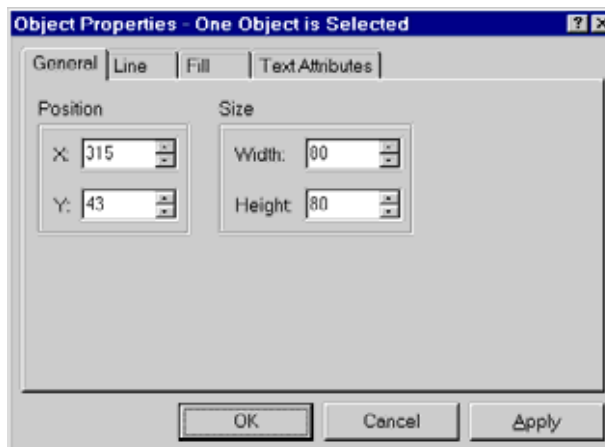 Object Properties - One Object is Selected
General Line Fill Text Attributes
Position Size
X: 315 Width: 80
Y: 43 Height: 80
OK Cancel Apply